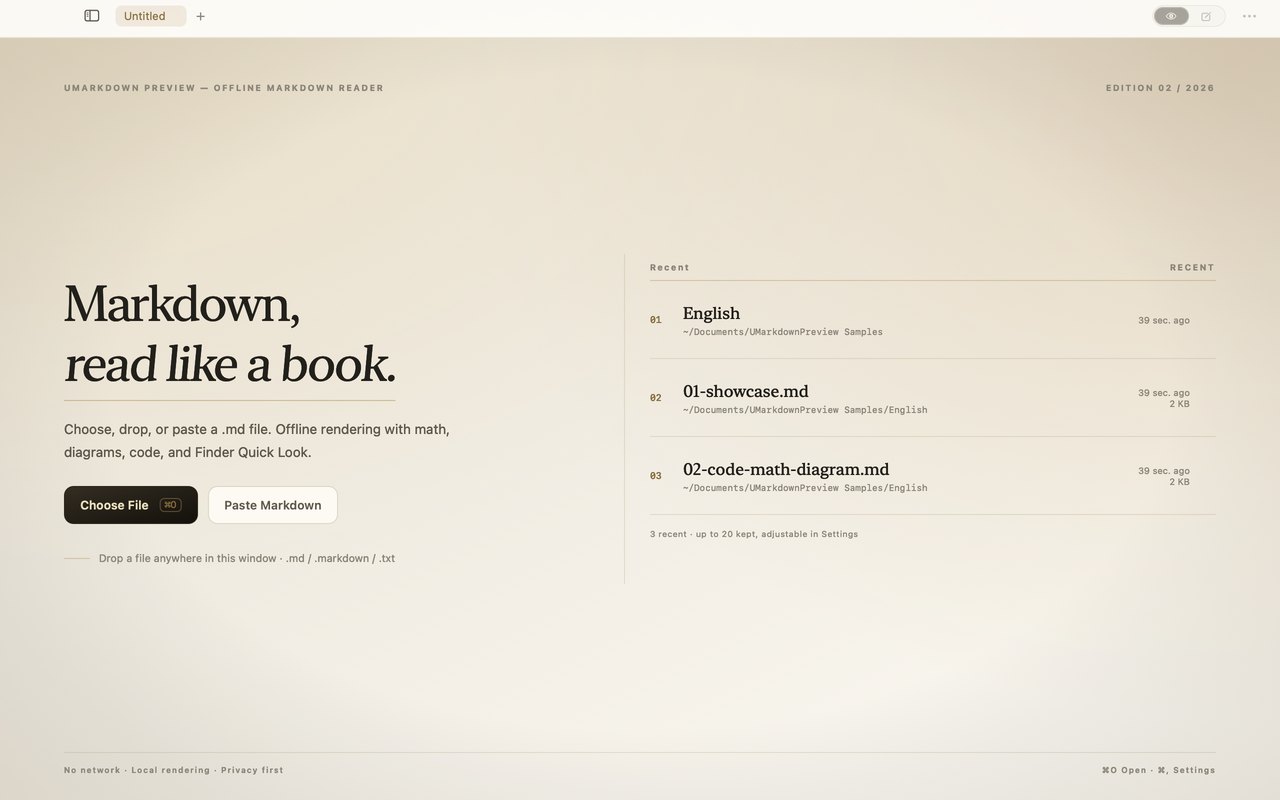 Untitled
UMARKDOWN PREVIEW — OFFLINE MARKDOWN READER
EDITION 02 / 2026
Markdown,
read like a book.
Choose, drop, or paste a .md file. Offline rendering with math,
diagrams, code, and Finder Quick Look.
Choose File ⌘O
Paste Markdown
Drop a file anywhere in this window · .md / .markdown / .txt
Recent
RECENT
01
English
~/Documents/UMarkdownPreview Samples
39 sec. ago
02
01-showcase.md
~/Documents/UMarkdownPreview Samples/English
39 sec. ago
2 KB
03
02-code-math-diagram.md
~/Documents/UMarkdownPreview Samples/English
39 sec. ago
2 KB
3 recent · up to 20 kept, adjustable in Settings
No network · Local rendering · Privacy first
⌘O Open · ⌘, Settings